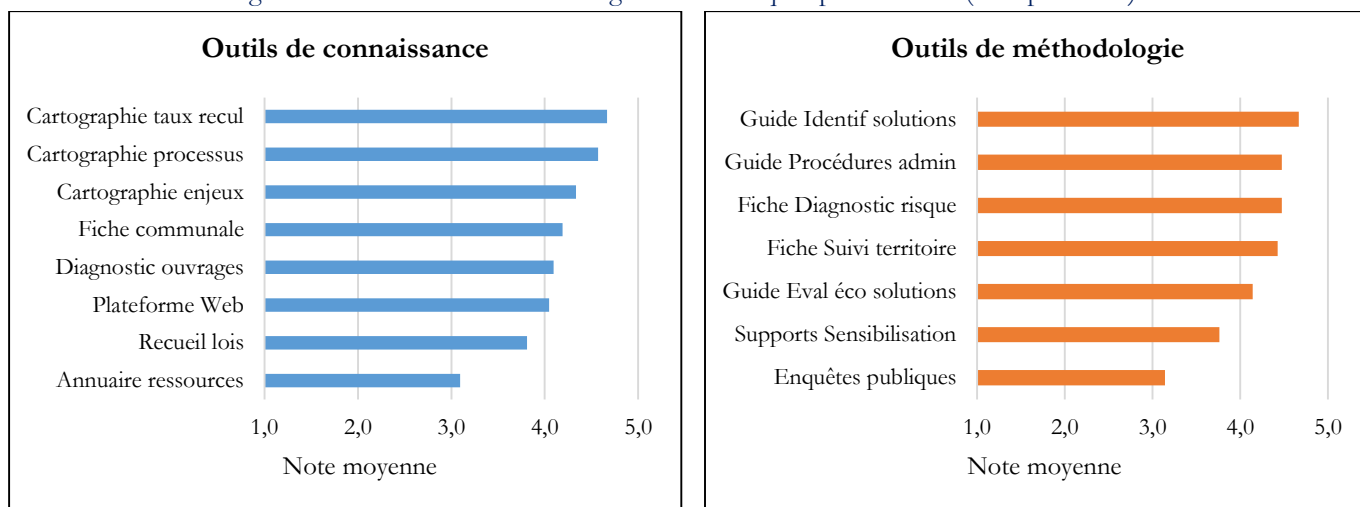 Outils de connaissance
Cartographie taux recul
Cartographie processus
Cartographie enjeux
Fiche communale
Diagnostic ouvrages
Plateforme Web
Recueil lois
Annuaire ressources
1,0 2,0 3,0 4,0 5,0
Note moyenne
Outils de méthodologie
Guide Identif solutions
Guide Procédures admin
Fiche Diagnostic risque
Fiche Suivi territoire
Guide Eval éco solutions
Supports Sensibilisation
Enquêtes publiques
1,0 2,0 3,0 4,0 5,0
Note moyenne